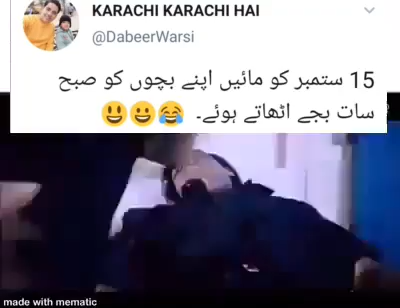 KARACHI KARACHI HAI
@DabeerWarsi
15 ستمبر کو مائیں اپنے بچوں کو صبح
سات بجے اٹھاتے ہوئے۔ 😂😀😃
made with mematic